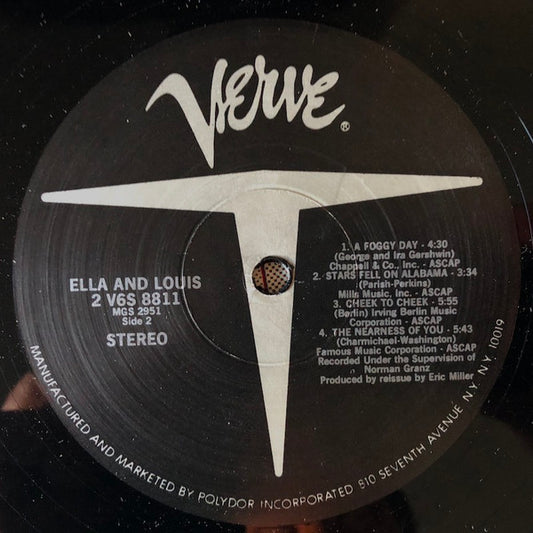 Verve®
ELLA AND LOUIS
2 V6S 8811
MGS 2951
Side 2
STEREO
1. A FOGGY DAY - 4:30
(George and Ira Gershwin)
Chappell & Co., inc. - ASCAP
2. STARS FELL ON ALABAMA - 3:34
(Parish-Perkins)
Mills Music, Inc. - ASCAP
3. CHEEK TO CHEEK - 5:55
(Berlin) Irving Berlin Music
Corporation - ASCAP
4. THE NEARNESS OF YOU - 5:43
(Charmichael-Washington)
Famous Music Corporation - ASCAP
Recorded Under the Supervision of
Norman Granz
Produced by reissue by Eric Miller
MANUFACTURED AND MARKETED BY POLYDOR INCORPORATED 810 SEVENTH AVENUE N.Y. N.Y. 10019